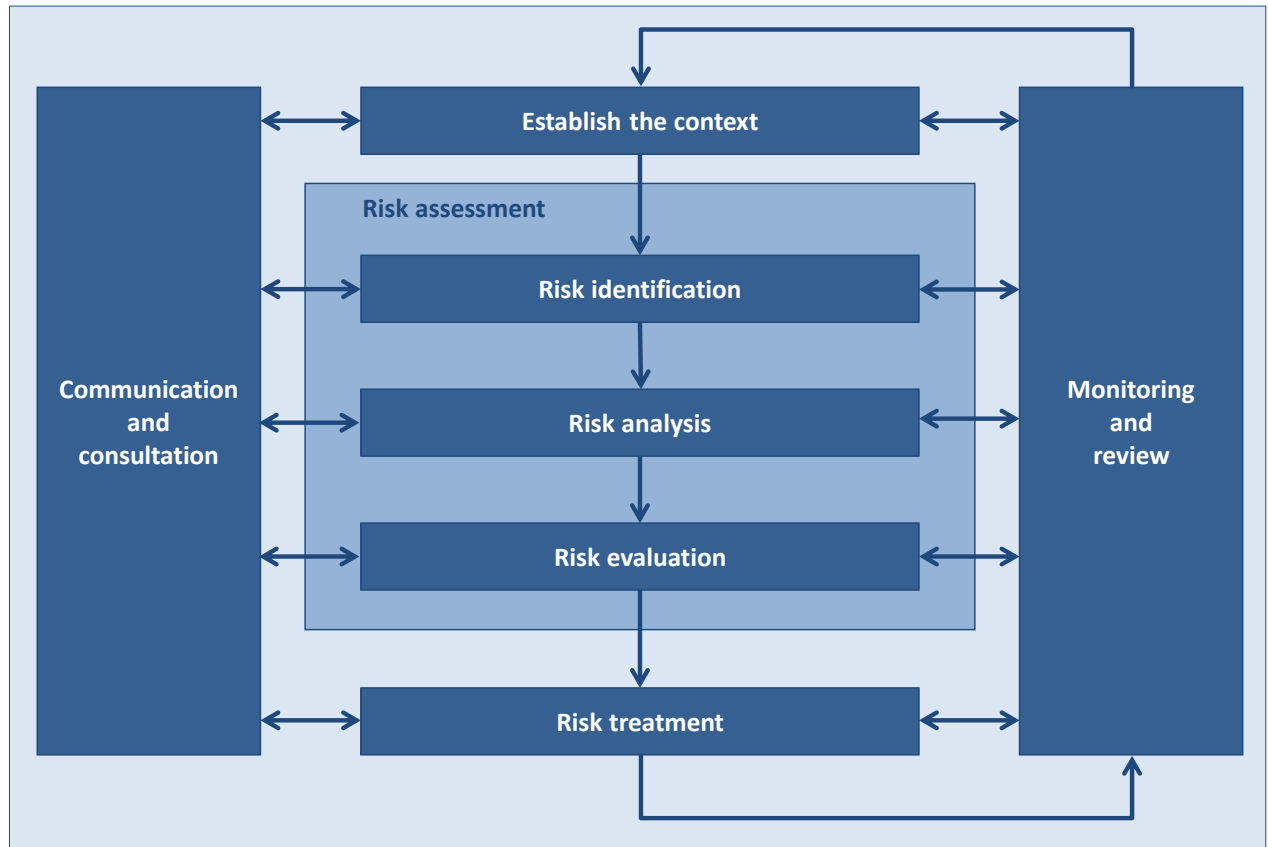 Establish the context
Risk assessment
Risk identification
Communication
and
consultation
Risk analysis
Monitoring
and
review
Risk evaluation
Risk treatment